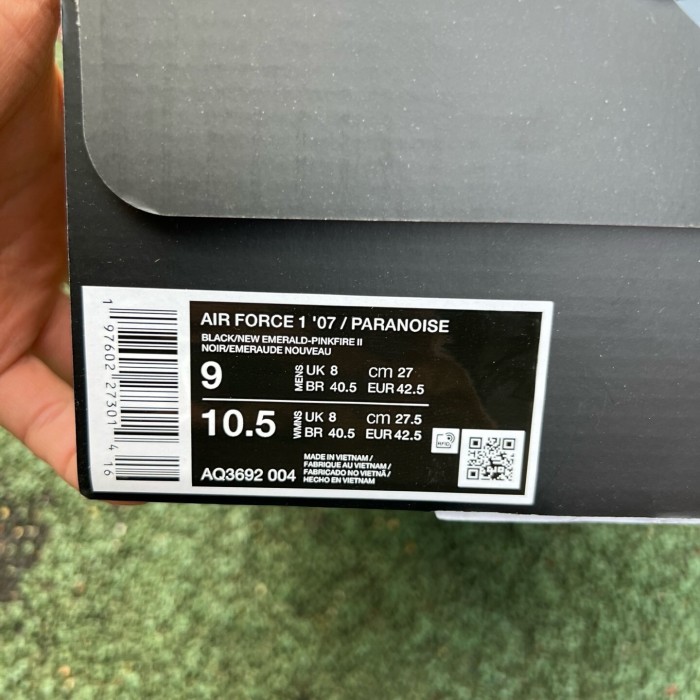 1 97602 27301 4 16
AIR FORCE 1 '07 / PARANOISE
BLACK/NEW EMERALD-PINKFIRE II
NOIR/EMERAUDE NOUVEAU
9 MENS UK 8 cm 27
BR 40.5 EUR 42.5
10.5 WMNS UK 8 cm 27.5
BR 40.5 EUR 42.5
MADE IN VIETNAM /
FABRIQUE AU VIETNAM /
FABRICADO NO VIETNÃ /
AQ3692 004 HECHO EN VIETNAM